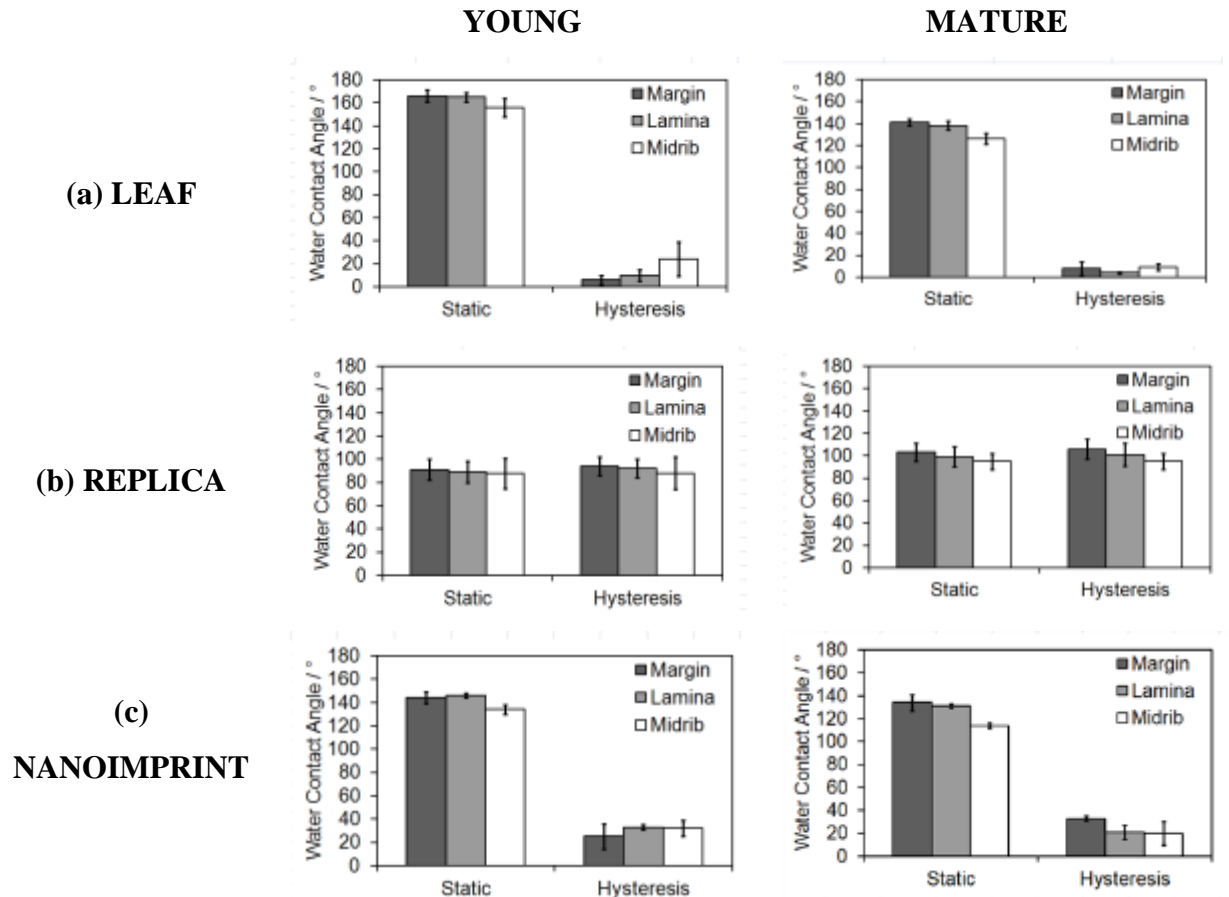 YOUNG
MATURE
(a) LEAF
Water Contact Angle / °
180
160
140
120
100
80
60
40
20
0
Margin
Lamina
Midrib
Static
Hysteresis
Water Contact Angle / °
180
160
140
120
100
80
60
40
20
0
Margin
Lamina
Midrib
Static
Hysteresis
(b) REPLICA
Water Contact Angle / °
180
160
140
120
100
80
60
40
20
0
Margin
Lamina
Midrib
Static
Hysteresis
Water Contact Angle / °
180
160
140
120
100
80
60
40
20
0
Margin
Lamina
Midrib
Static
Hysteresis
(c)
NANOIMPRINT
Water Contact Angle / °
180
160
140
120
100
80
60
40
20
0
Margin
Lamina
Midrib
Static
Hysteresis
Water Contact Angle / °
180
160
140
120
100
80
60
40
20
0
Margin
Lamina
Midrib
Static
Hysteresis